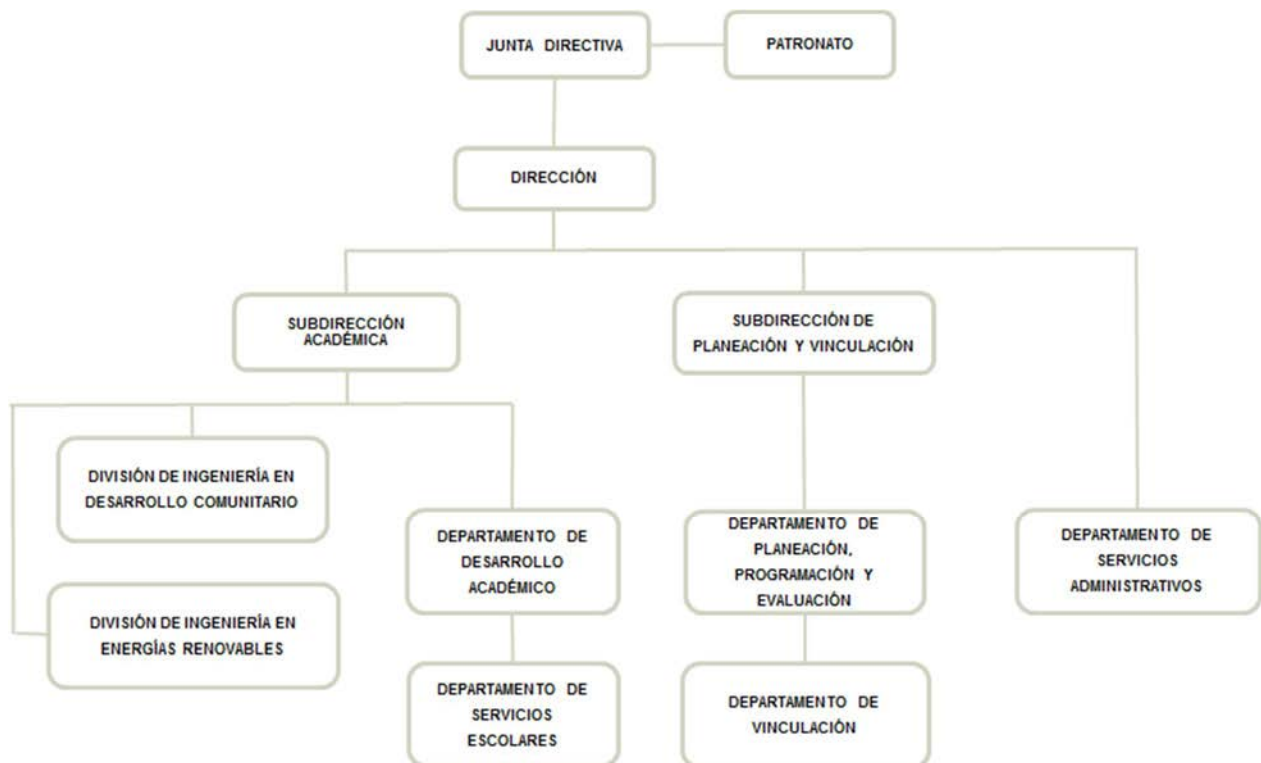 JUNTA DIRECTIVA
PATRONATO
DIRECCIÓN
SUBDIRECCIÓN
ACADÉMICA
SUBDIRECCIÓN DE
PLANEACIÓN Y VINCULACIÓN
DIVISIÓN DE INGENIERÍA EN
DESARROLLO COMUNITARIO
DIVISIÓN DE INGENIERÍA EN
ENERGÍAS RENOVABLES
DEPARTAMENTO DE
DESARROLLO
ACADÉMICO
DEPARTAMENTO DE
SERVICIOS
ESCOLARES
DEPARTAMENTO DE
PLANEACIÓN,
PROGRAMACIÓN Y
EVALUACIÓN
DEPARTAMENTO DE
VINCULACIÓN
DEPARTAMENTO DE
SERVICIOS
ADMINISTRATIVOS